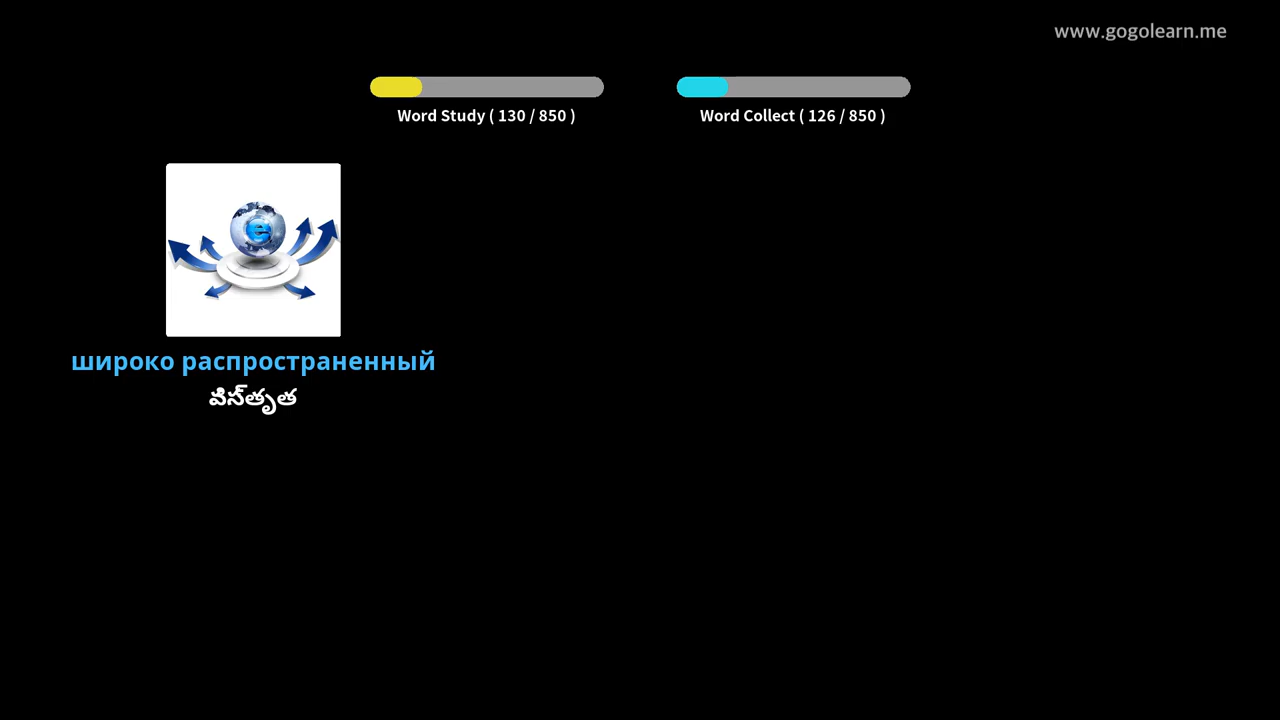 www.gogolearn.me
Word Study ( 130 / 850 )
Word Collect ( 126 / 850 )
e
широко распространенный
విస్తృత